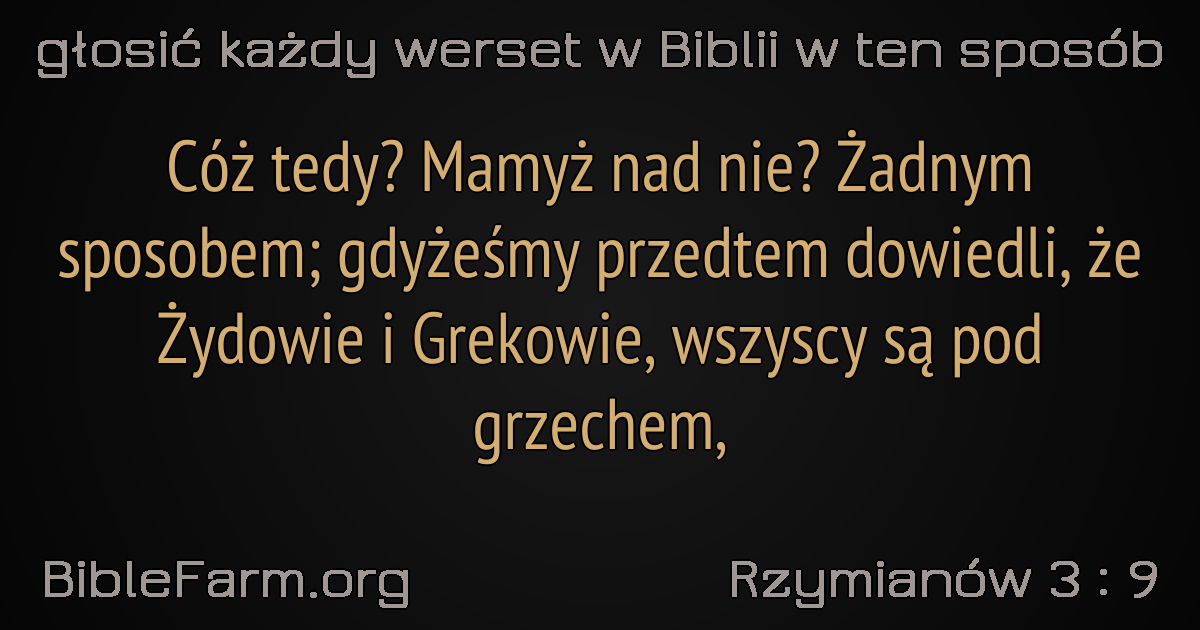 głosić każdy werset w Biblii w ten sposób
Cóż tedy? Mamyż nad nie? Żadnym
sposobem; gdyżeśmy przedtem dowiedli, że
Żydowie i Grekowie, wszyscy są pod
grzechem,
BibleFarm.org
Rzymianów 3 : 9